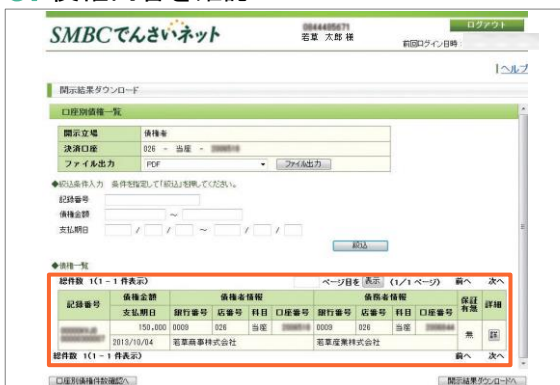 SMBCでんさいネット
若草 太郎 様
ログアウト
前回ログイン日時
ヘルプ
開示結果ダウンロード
口座別債権一覧
開示立場 債権者
決済口座 026 - 当座 -
ファイル出力 PDF ファイル出力
◆絞込条件入力 条件を指定して「絞込」を押してください。
記録番号
債権金額 ～
支払期日 / / ～ / /
絞込
◆債権一覧
総件数 1(1 - 1 件表示) ページ目を 表示 (1/1 ページ) 前へ 次へ
記録番号 債権金額 債権者情報 債務者情報 保証有無 詳細
支払期日 銀行番号 店番号 科目 口座番号 銀行番号 店番号 科目 口座番号
150,000 0009 026 当座 0009 026 当座 無 詳
2013/10/04 若草商事株式会社 若草産業株式会社
総件数 1(1 - 1 件表示) 前へ 次へ
口座別債権件数確認へ 開示結果ダウンロードへ